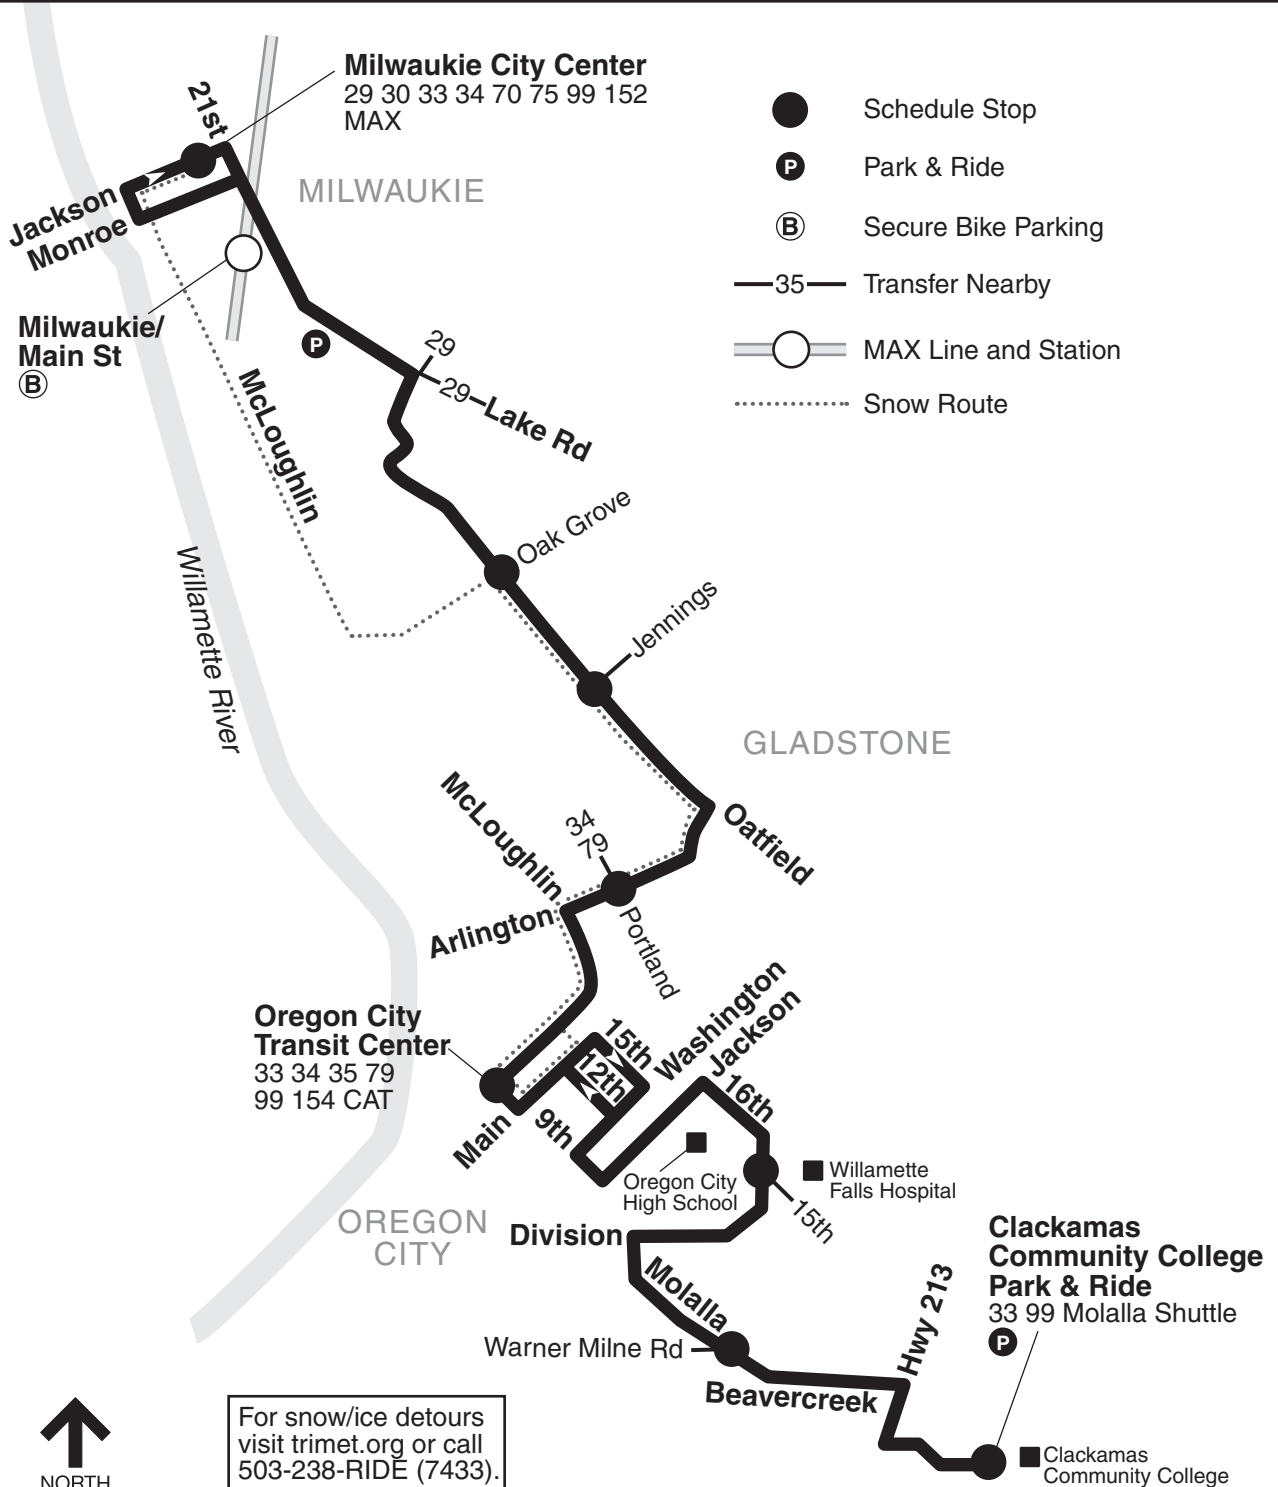 Milwaukie City Center
29 30 33 34 70 75 99 152
MAX
21st
Jackson
Monroe
MILWAUKIE
Milwaukie/
Main St
B
P
McLoughlin
29
29
Lake Rd
Oak Grove
Jennings
Willamette River
GLADSTONE
Oatfield
McLoughlin
34
79
Arlington
Portland
Oregon City
Transit Center
33 34 35 79
99 154 CAT
Main
15th
12th
9th
Washington
Jackson
16th
Oregon City
High School
Willamette
Falls Hospital
15th
OREGON
CITY
Division
Molalla
Warner Milne Rd
Beavercreek
Hwy 213
Clackamas
Community College
Park & Ride
33 99 Molalla Shuttle
P
Clackamas
Community College
Schedule Stop
P Park & Ride
B Secure Bike Parking
35 Transfer Nearby
MAX Line and Station
Snow Route
NORTH
For snow/ice detours
visit trimet.org or call
503-238-RIDE (7433).